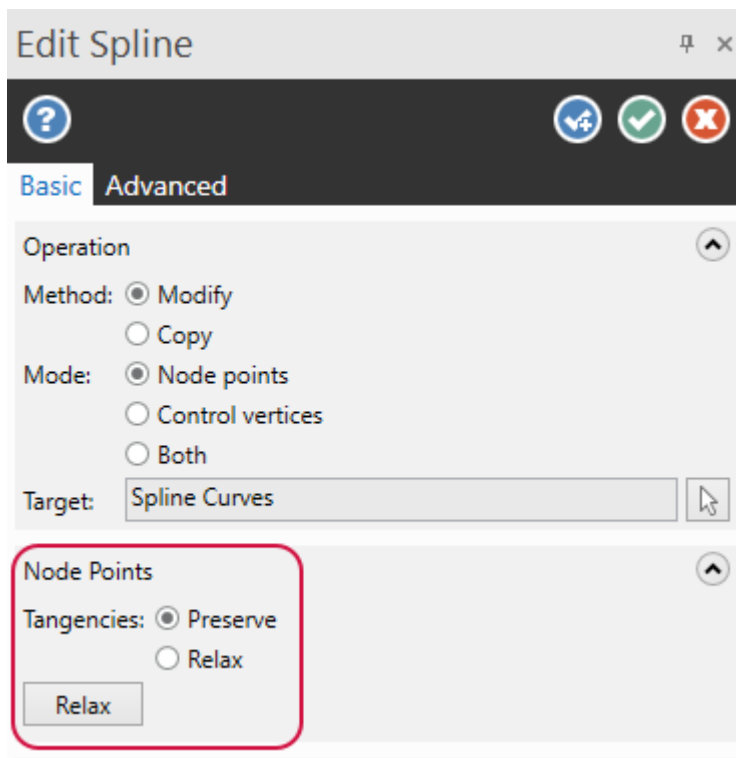 Edit Spline
Basic Advanced
Operation
Method: Modify
Copy
Mode: Node points
Control vertices
Both
Target: Spline Curves
Node Points
Tangencies: Preserve
Relax
Relax